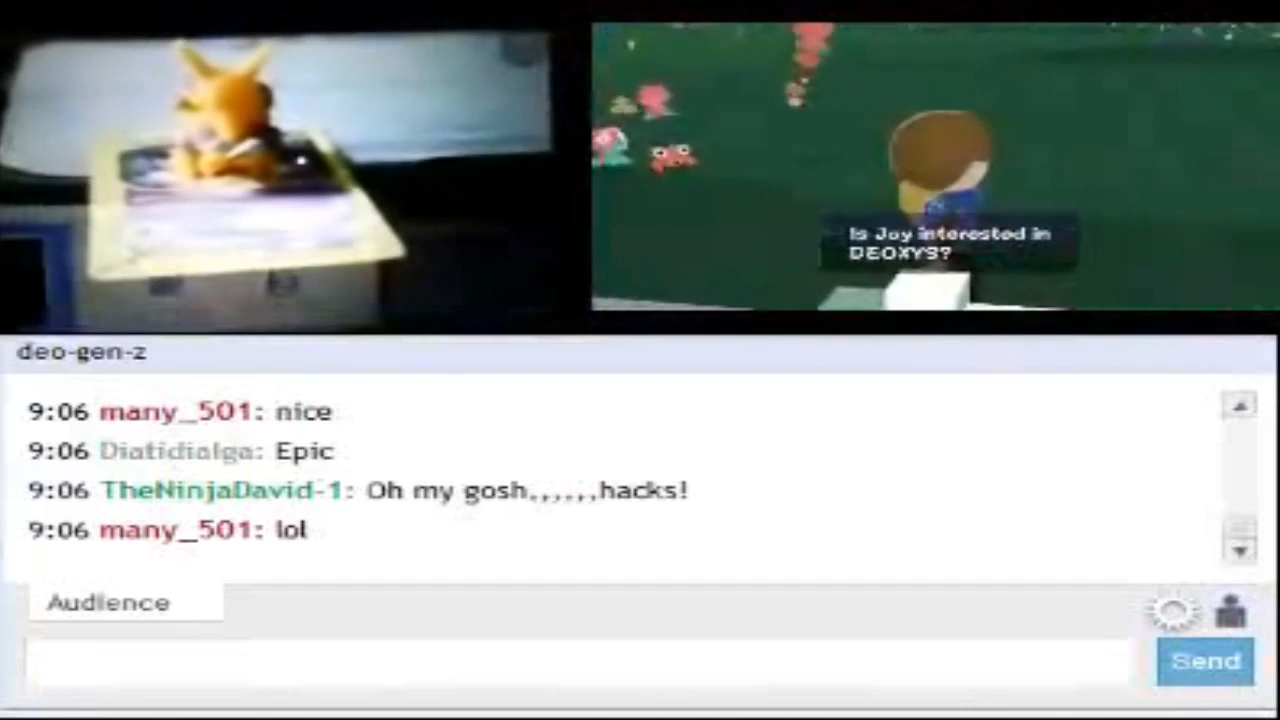 Is Joy interested in
DEOXYS?
deo-gen-z
9:06 many_501: nice
9:06 Diatidialga: Epic
9:06 TheNinjaDavid-1: Oh my gosh,,,,,,hacks!
9:06 many_501: lol
Audience
Send